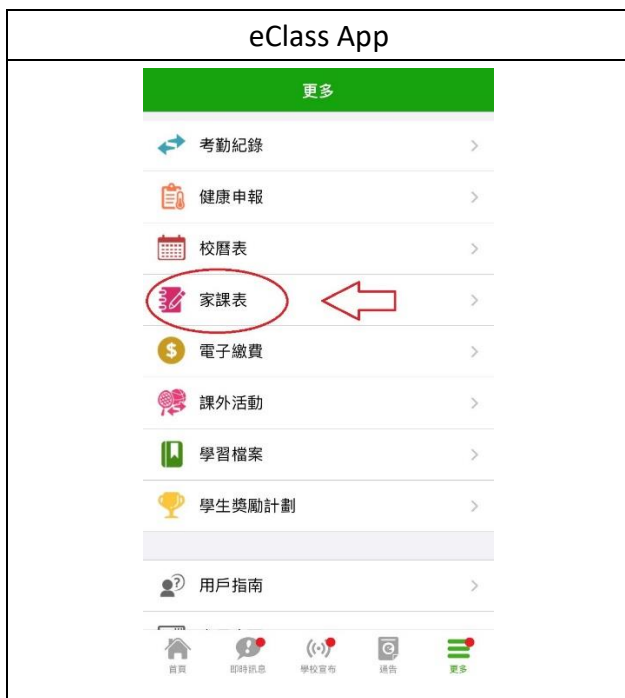 eClass App
更多
考勤紀錄
健康申報
校曆表
家課表
電子繳費
課外活動
學習檔案
學生獎勵計劃
用戶指南
首頁
即時訊息
學校宣布
通告
更多